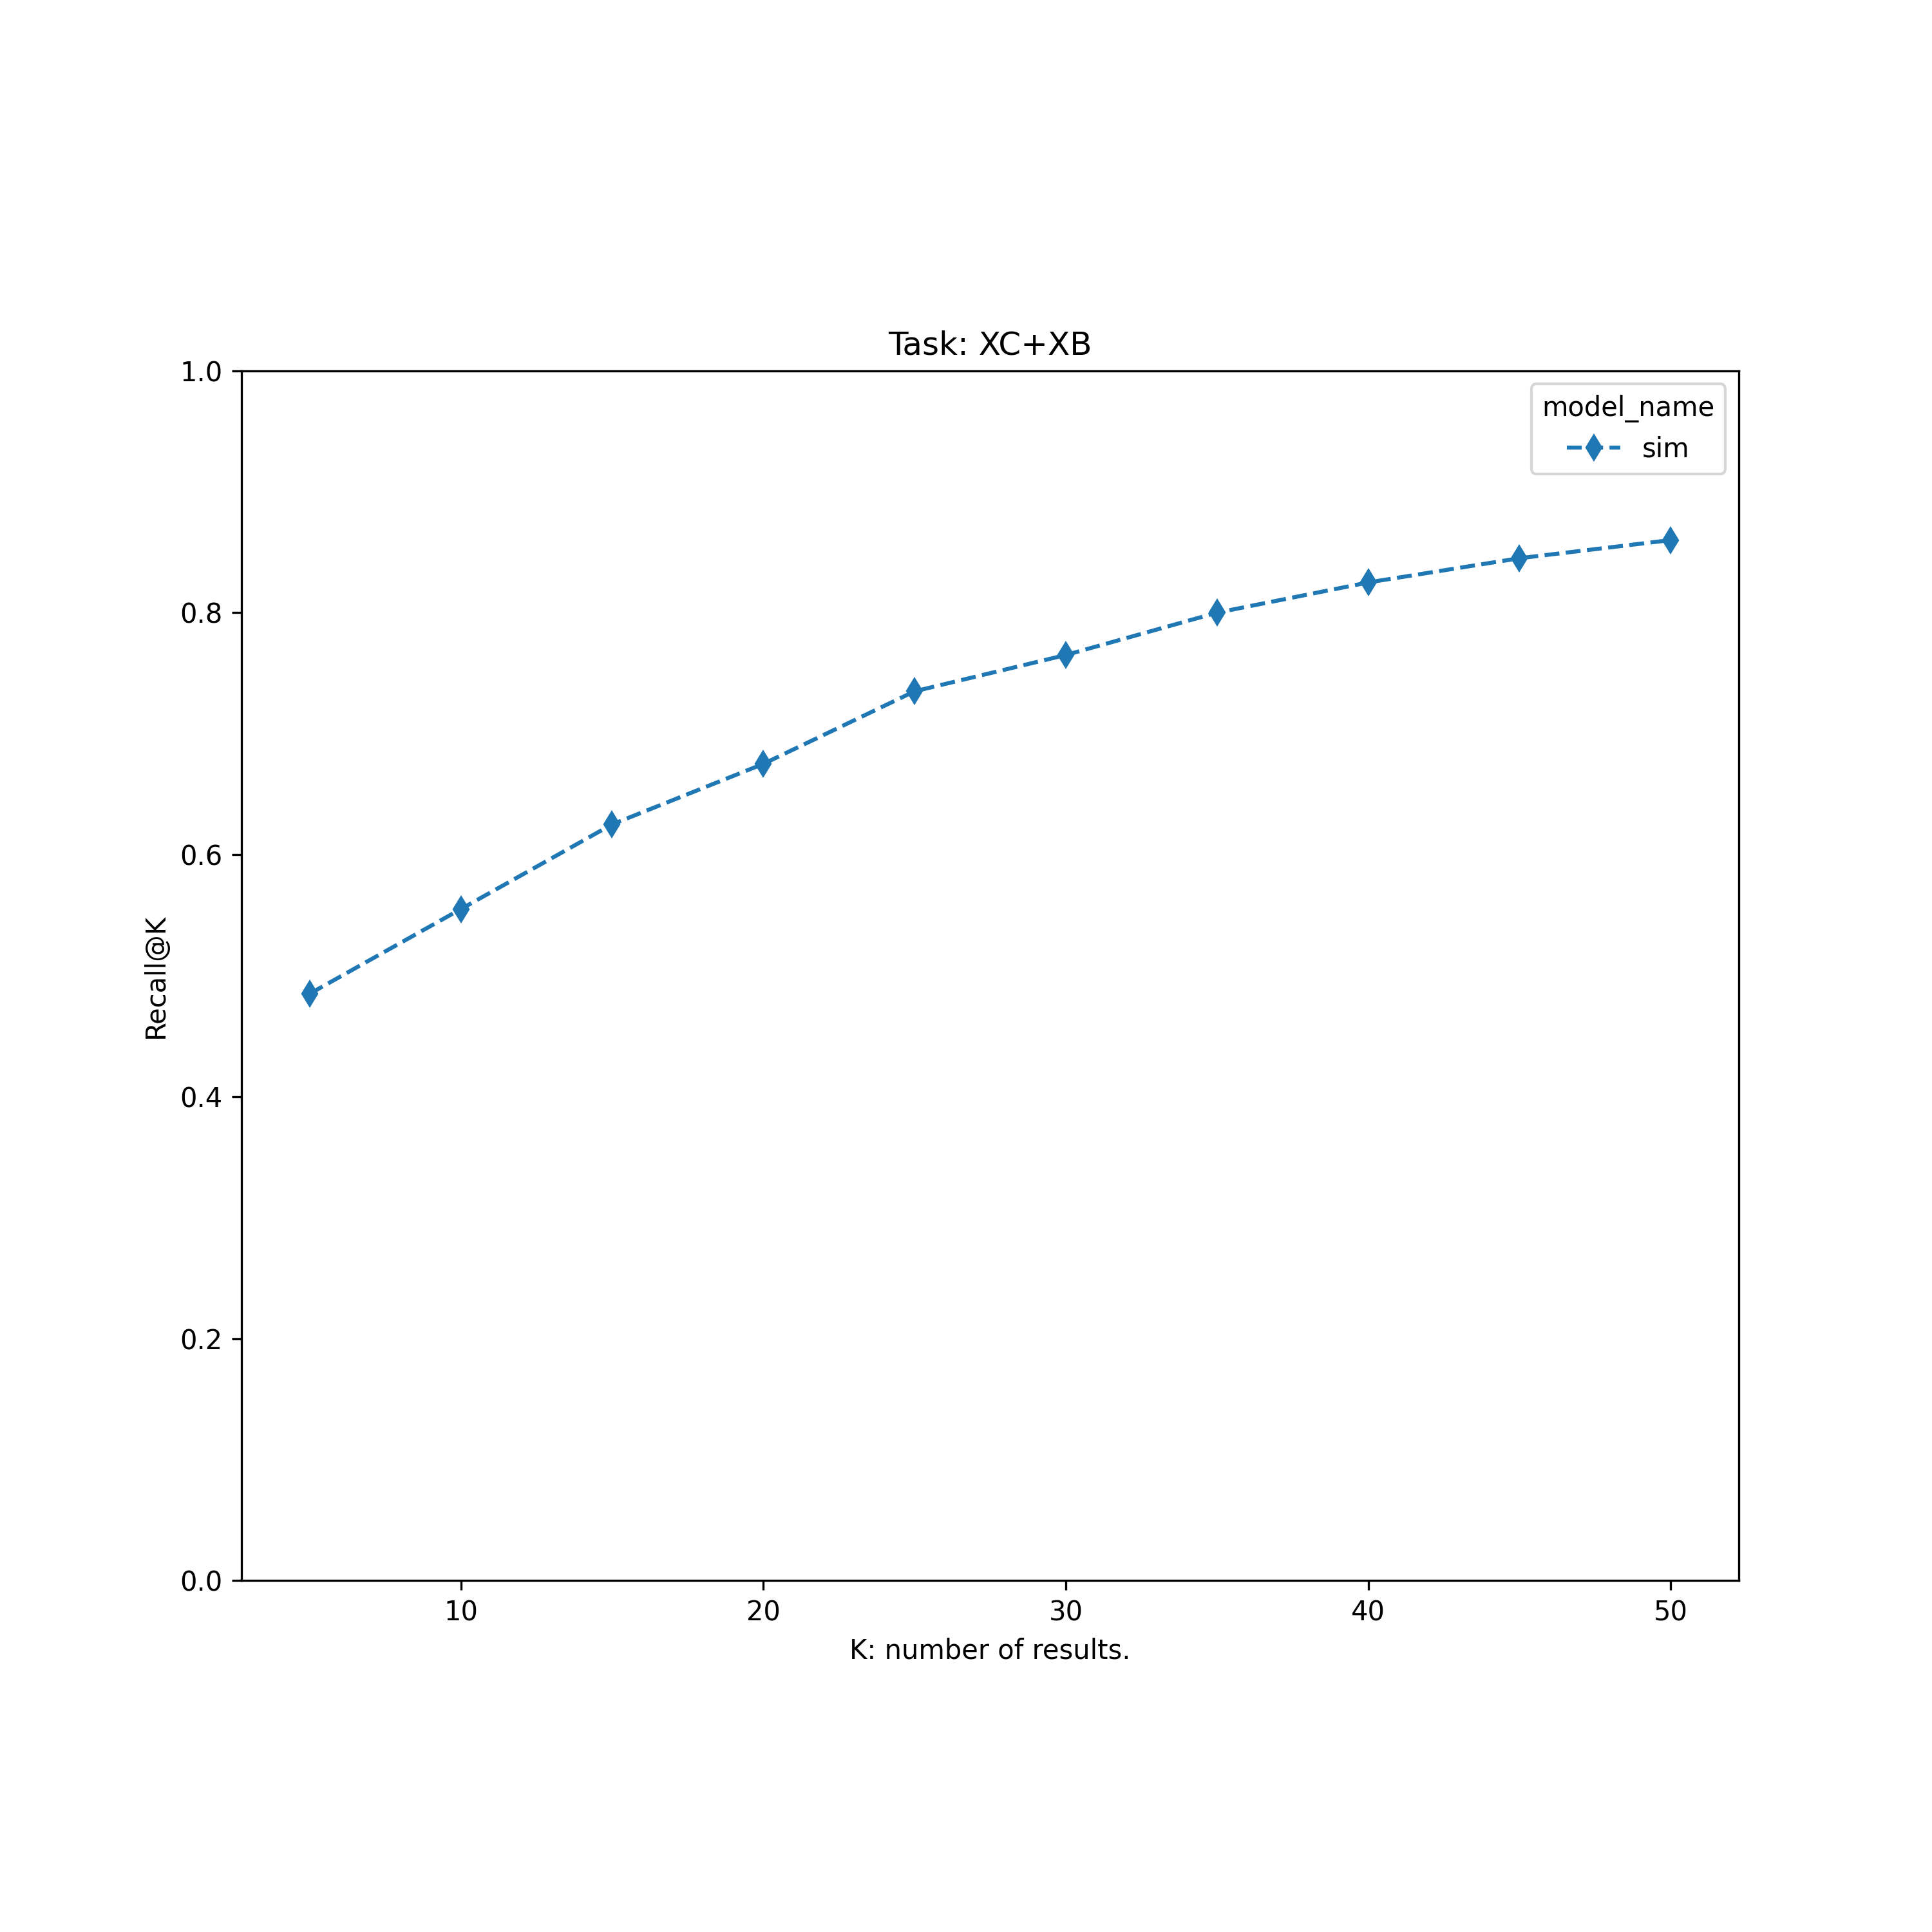 Task: XC+XB
model_name
sim
1.0
0.8
0.6
0.4
0.2
0.0
Recall@K
10 20 30 40 50
K: number of results.